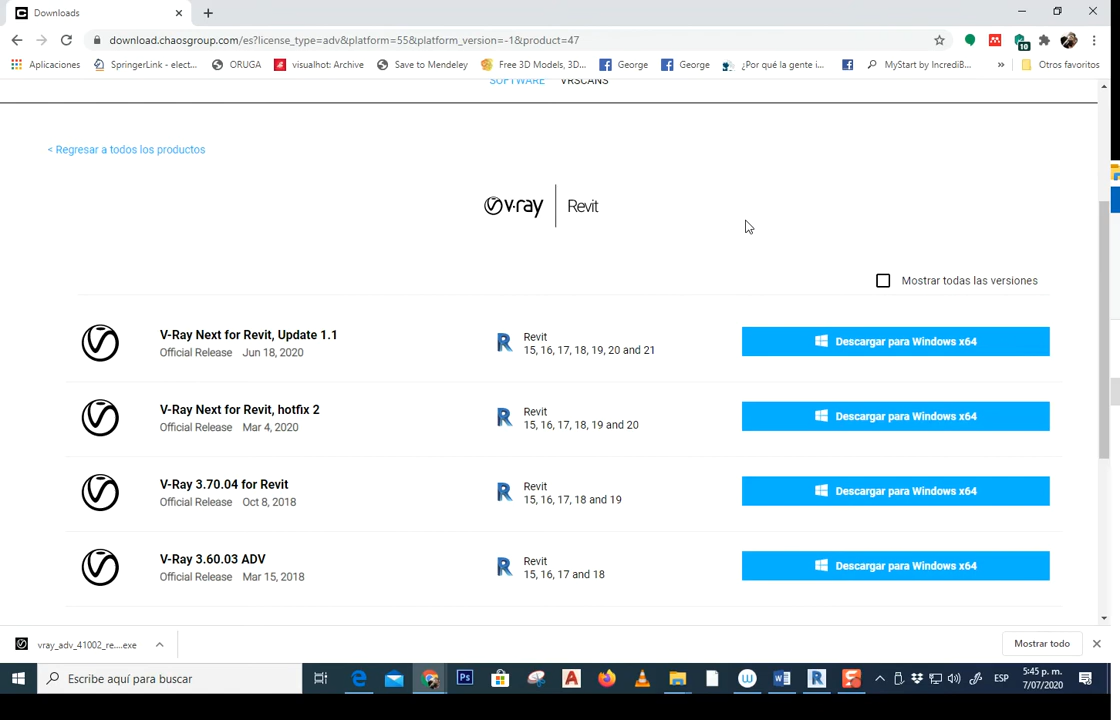 Downloads
download.chaosgroup.com/es?license_type=adv&platform=55&platform_version=-1&product=47
Aplicaciones
SpringerLink - elect...
ORUGA
visualhot: Archive
Save to Mendeley
Free 3D Models, 3D...
George
George
¿Por qué la gente i...
MyStart by IncrediB...
»
Otros favoritos
10
SOFTWARE
VRSCANS
< Regresar a todos los productos
v·ray | Revit
Mostrar todas las versiones
V-Ray Next for Revit, Update 1.1
Official Release Jun 18, 2020
Revit
15, 16, 17, 18, 19, 20 and 21
Descargar para Windows x64
V-Ray Next for Revit, hotfix 2
Official Release Mar 4, 2020
Revit
15, 16, 17, 18, 19 and 20
Descargar para Windows x64
V-Ray 3.70.04 for Revit
Official Release Oct 8, 2018
Revit
15, 16, 17, 18 and 19
Descargar para Windows x64
V-Ray 3.60.03 ADV
Official Release Mar 15, 2018
Revit
15, 16, 17 and 18
Descargar para Windows x64
vray_adv_41002_re....exe
Mostrar todo
Escribe aquí para buscar
ESP
5:45 p. m.
7/07/2020